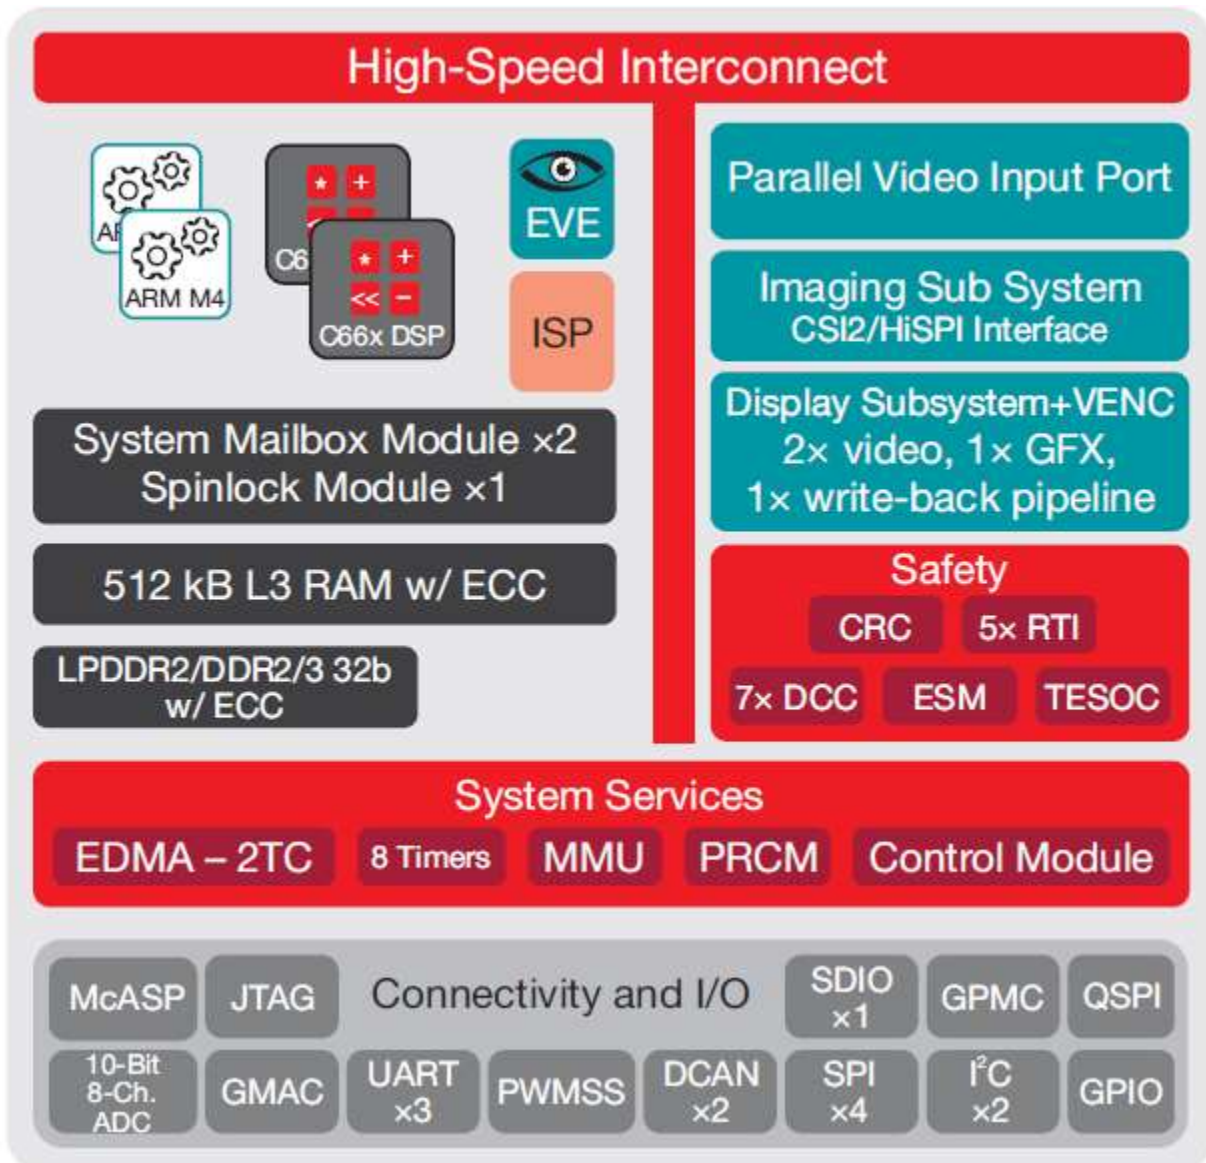 High-Speed Interconnect
AR
ARM M4
C6
* +
<
* +
<< −
C66x DSP
EVE
ISP
Parallel Video Input Port
Imaging Sub System
CSI2/HiSPI Interface
Display Subsystem+VENC
2× video, 1× GFX,
1× write-back pipeline
System Mailbox Module ×2
Spinlock Module ×1
512 kB L3 RAM w/ ECC
LPDDR2/DDR2/3 32b
w/ ECC
Safety
CRC
5× RTI
7× DCC
ESM
TESOC
System Services
EDMA – 2TC
8 Timers
MMU
PRCM
Control Module
McASP
JTAG
Connectivity and I/O
SDIO
×1
GPMC
QSPI
10-Bit
8-Ch.
ADC
GMAC
UART
×3
PWMSS
DCAN
×2
SPI
×4
I²C
×2
GPIO